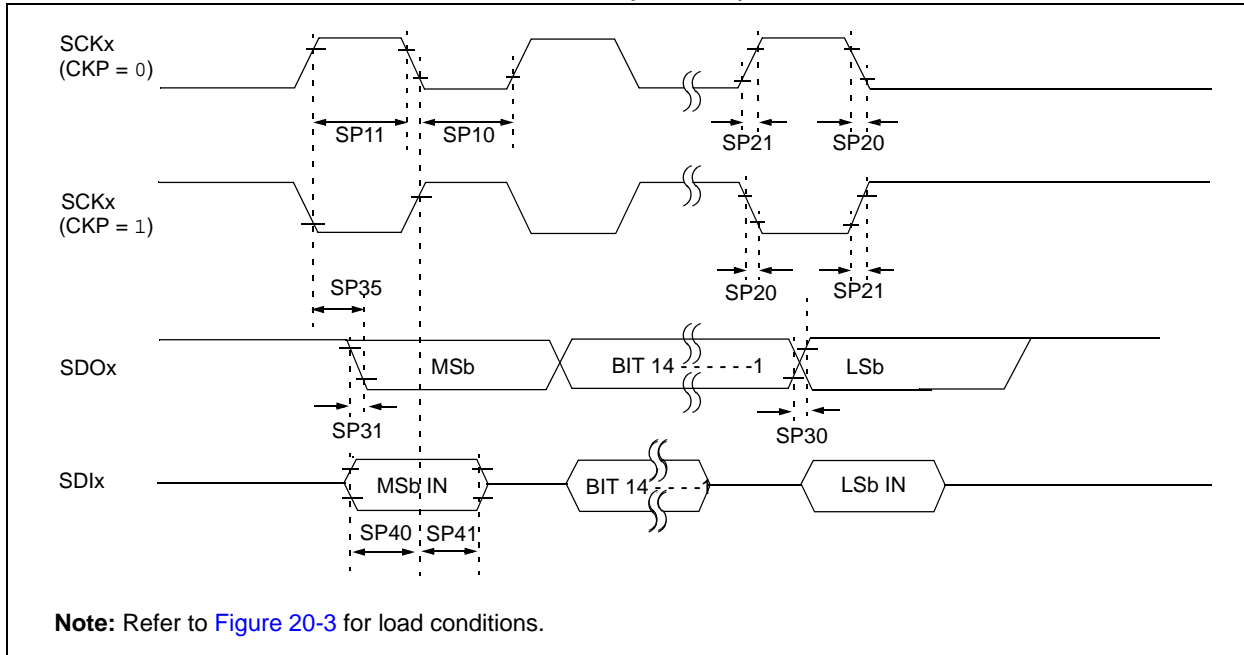 SCKx
(CKP = 0)
SP11
SP10
SP21
SP20
SCKx
(CKP = 1)
SP35
SP20
SP21
SDOx
MSb
BIT 14 - - - - - -1
LSb
SP31
SP30
SDIx
MSb IN
BIT 14 - - - - -1
LSb IN
SP40
SP41
Note: Refer to Figure 20-3 for load conditions.